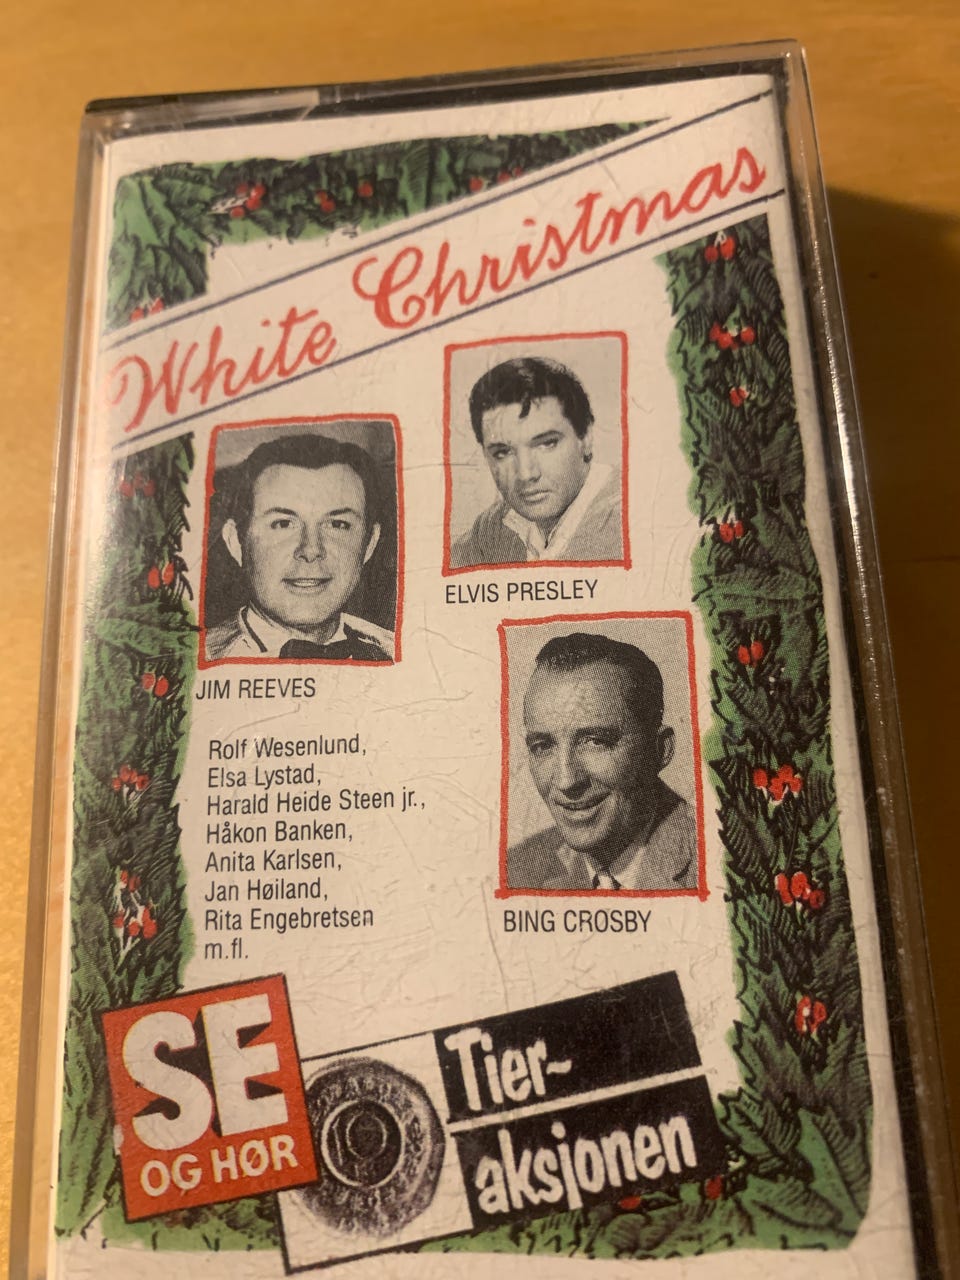 White Christmas
ELVIS PRESLEY
JIM REEVES
Rolf Wesenlund,
Elsa Lystad,
Harald Heide Steen jr.,
Håkon Banken,
Anita Karlsen,
Jan Høiland,
Rita Engebretsen
m.fl.
BING CROSBY
SE
OG HØR
Tier-
aksjonen